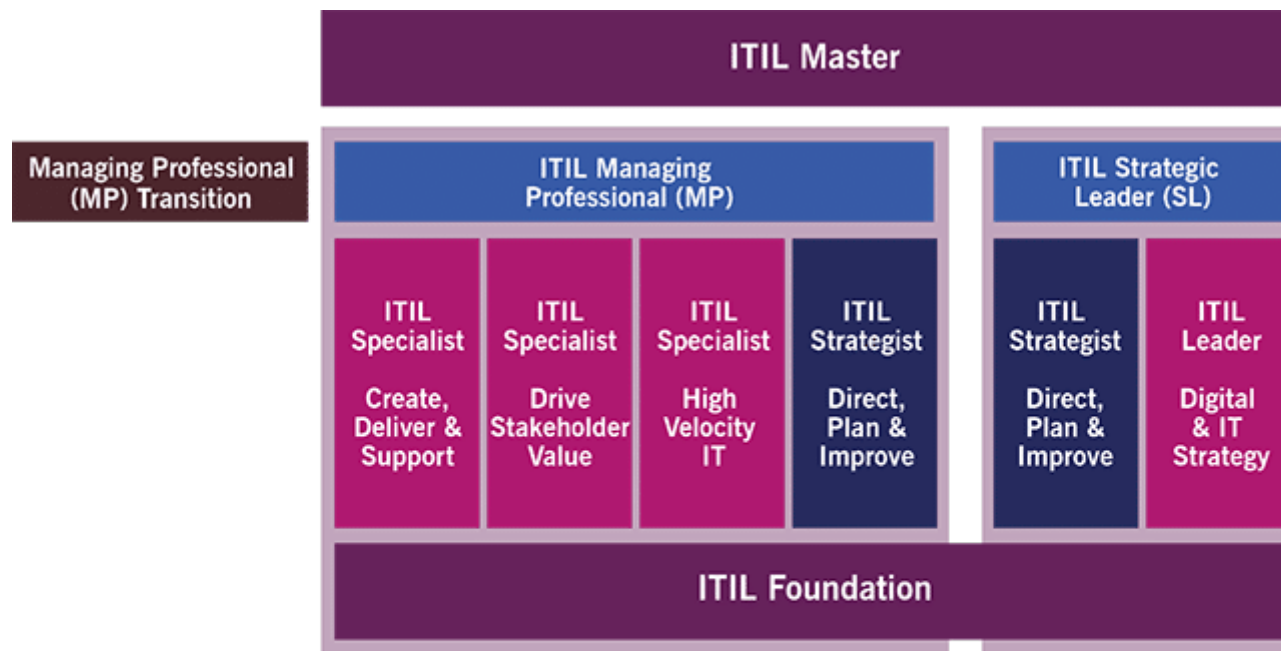 ITIL Master
Managing Professional
(MP) Transition
ITIL Managing
Professional (MP)
ITIL Strategic
Leader (SL)
ITIL
Specialist
Create,
Deliver &
Support
ITIL
Specialist
Drive
Stakeholder
Value
ITIL
Specialist
High
Velocity
IT
ITIL
Strategist
Direct,
Plan &
Improve
ITIL
Strategist
Direct,
Plan &
Improve
ITIL
Leader
Digital
& IT
Strategy
ITIL Foundation